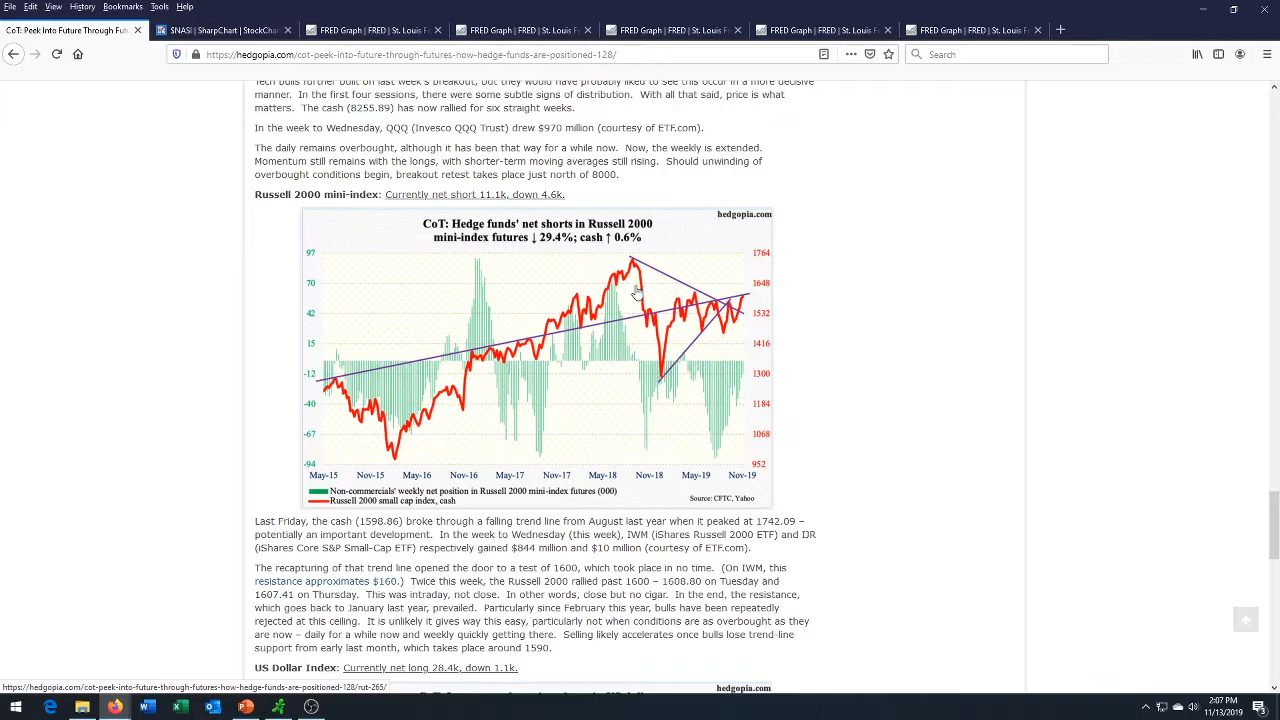 File Edit View History Bookmarks Tools Help
CoT: Peek Into Future Through Futu
$NASI | SharpChart | StockChar
FRED Graph | FRED | St. Louis F
FRED Graph | FRED | St. Louis F
FRED Graph | FRED | St. Louis F
FRED Graph | FRED | St. Louis F
FRED Graph | FRED | St. Louis F
https://hedgopia.com/cot-peek-into-future-through-futures-how-hedge-funds-are-positioned-128/
Search
Tech bulls further built on last week's breakout, but they would have probably liked to see this occur in a more decisive
manner. In the first four sessions, there were some subtle signs of distribution. With all that said, price is what
matters. The cash (8255.89) has now rallied for six straight weeks.
In the week to Wednesday, QQQ (Invesco QQQ Trust) drew $970 million (courtesy of ETF.com).
The daily remains overbought, although it has been that way for a while now. Now, the weekly is extended.
Momentum still remains with the longs, with shorter-term moving averages still rising. Should unwinding of
overbought conditions begin, breakout retest takes place just north of 8000.
Russell 2000 mini-index: Currently net short 11.1k, down 4.6k.
hedgopia.com
CoT: Hedge funds' net shorts in Russell 2000
mini-index futures ↓ 29.4%; cash ↑ 0.6%
97 1764
70 1648
42 1532
15 1416
-12 1300
-40 1184
-67 1068
-94 952
May-15 Nov-15 May-16 Nov-16 May-17 Nov-17 May-18 Nov-18 May-19 Nov-19
Non-commercials' weekly net position in Russell 2000 mini-index futures (000)
Russell 2000 small cap index, cash
Source: CFTC, Yahoo
Last Friday, the cash (1598.86) broke through a falling trend line from August last year when it peaked at 1742.09 –
potentially an important development. In the week to Wednesday (this week), IWM (iShares Russell 2000 ETF) and IJR
(iShares Core S&P Small-Cap ETF) respectively gained $844 million and $10 million (courtesy of ETF.com).
The recapturing of that trend line opened the door to a test of 1600, which took place in no time. (On IWM, this
resistance approximates $160.) Twice this week, the Russell 2000 rallied past 1600 – 1608.80 on Tuesday and
1607.41 on Thursday. This was intraday, not close. In other words, close but no cigar. In the end, the resistance,
which goes back to January last year, prevailed. Particularly since February this year, bulls have been repeatedly
rejected at this ceiling. It is unlikely it gives way this easy, particularly not when conditions are as overbought as they
are now – daily for a while now and weekly quickly getting there. Selling likely accelerates once bulls lose trend-line
support from early last month, which takes place around 1590.
US Dollar Index: Currently net long 28.4k, down 1.1k.
hedgopia.com
https://hedgopia.com/cot-peek-into-future-through-futures-how-hedge-funds-are-positioned-128/rut-265/
2:07 PM
11/13/2019